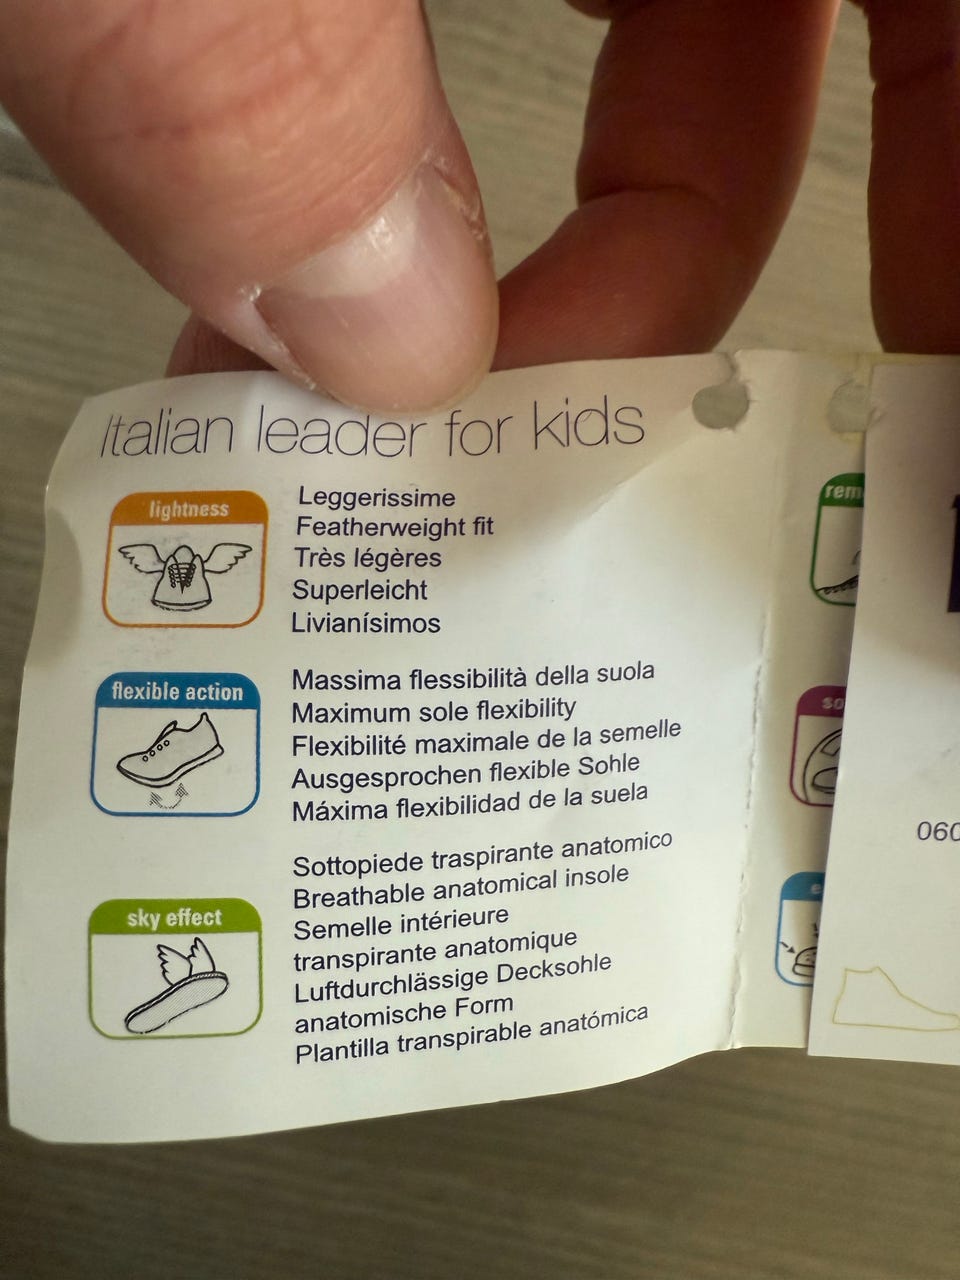 Italian leader for kids
lightness
Leggerissime
Featherweight fit
Très légères
Superleicht
Livianísimos
flexible action
Massima flessibilità della suola
Maximum sole flexibility
Flexibilité maximale de la semelle
Ausgesprochen flexible Sohle
Máxima flexibilidad de la suela
sky effect
Sottopiede traspirante anatomico
Breathable anatomical insole
Semelle intérieure
transpirante anatomique
Luftdurchlässige Decksohle
anatomische Form
Plantilla transpirable anatómica
rem
so
060